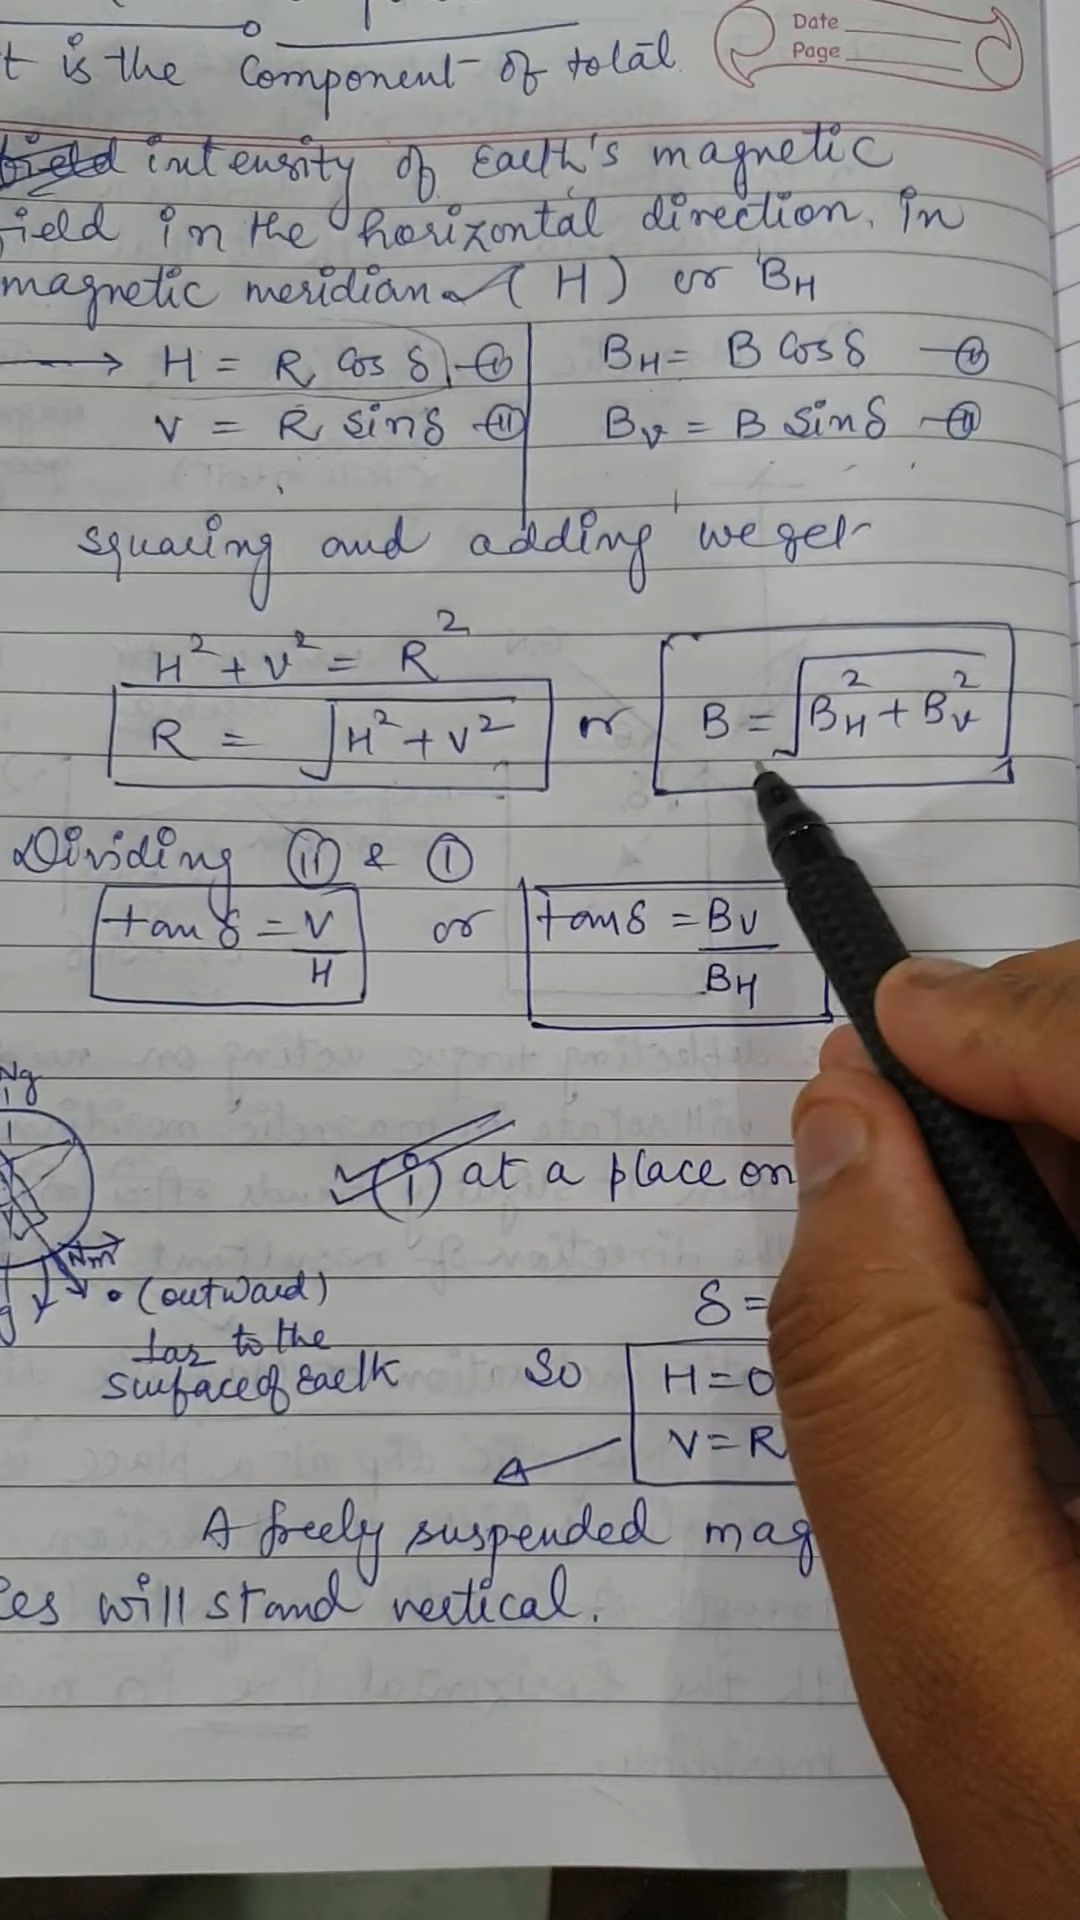 Date
Page
t is the Component of total
intensity of Earth's magnetic
field in the horizontal direction. in
magnetic meridian. (H) or BH
→ H = R cos δ - (i) BH = B Cos δ - (i)
V = R sin δ (ii) BV = B Sin δ - (ii)
Squaring and adding we get
H² + V² = R²
R = √H² + V² or B = √BH² + BV²
Dividing (ii) & (i)
tan δ = V/H or tan δ = BV/BH
Ng
(i) at a place on
Nm
• (outward)
δ =
to the
surface of Earth So H = 0
V = R
A freely suspended mag
les will stand vertical.